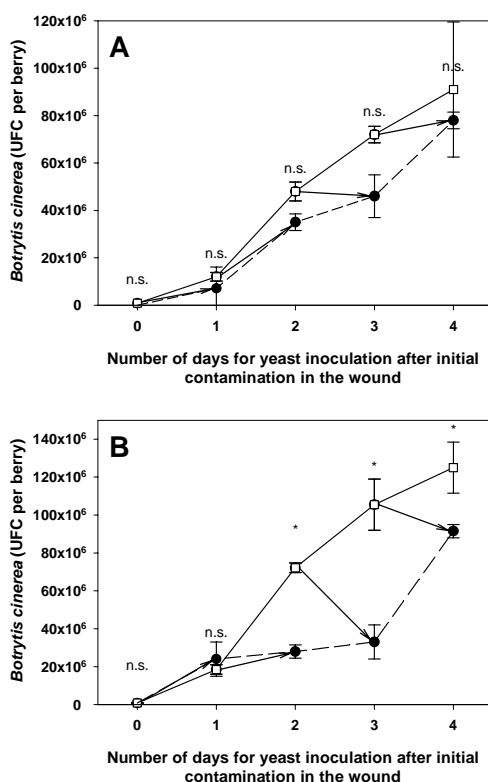 A
Botrytis cinerea (UFC per berry)
120x10⁶
100x10⁶
80x10⁶
60x10⁶
40x10⁶
20x10⁶
0
n.s.
n.s.
n.s.
n.s.
n.s.
0 1 2 3 4
Number of days for yeast inoculation after initial
contamination in the wound
B
Botrytis cinerea (UFC per berry)
140x10⁶
120x10⁶
100x10⁶
80x10⁶
60x10⁶
40x10⁶
20x10⁶
0
n.s.
n.s.
*
*
*
0 1 2 3 4
Number of days for yeast inoculation after initial
contamination in the wound